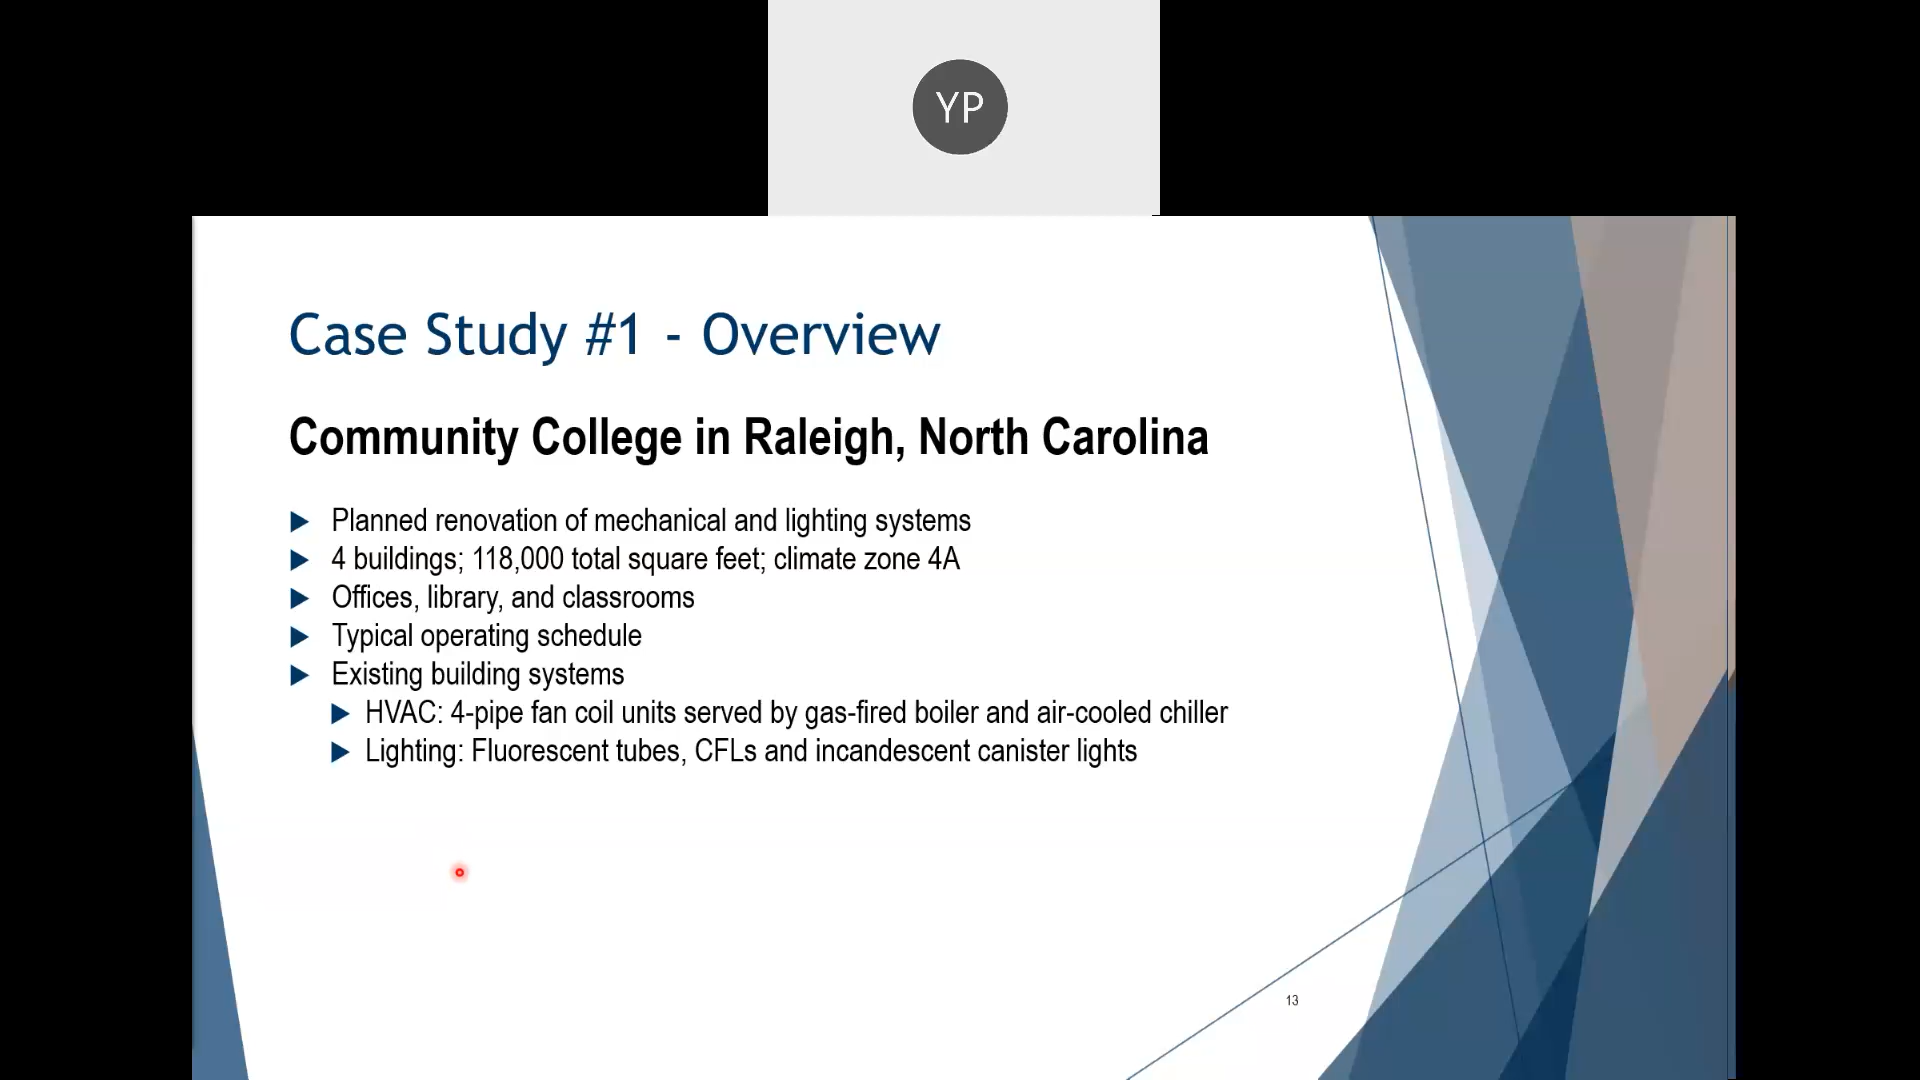 YP
Case Study #1 - Overview
Community College in Raleigh, North Carolina
Planned renovation of mechanical and lighting systems
4 buildings; 118,000 total square feet; climate zone 4A
Offices, library, and classrooms
Typical operating schedule
Existing building systems
HVAC: 4-pipe fan coil units served by gas-fired boiler and air-cooled chiller
Lighting: Fluorescent tubes, CFLs and incandescent canister lights
13